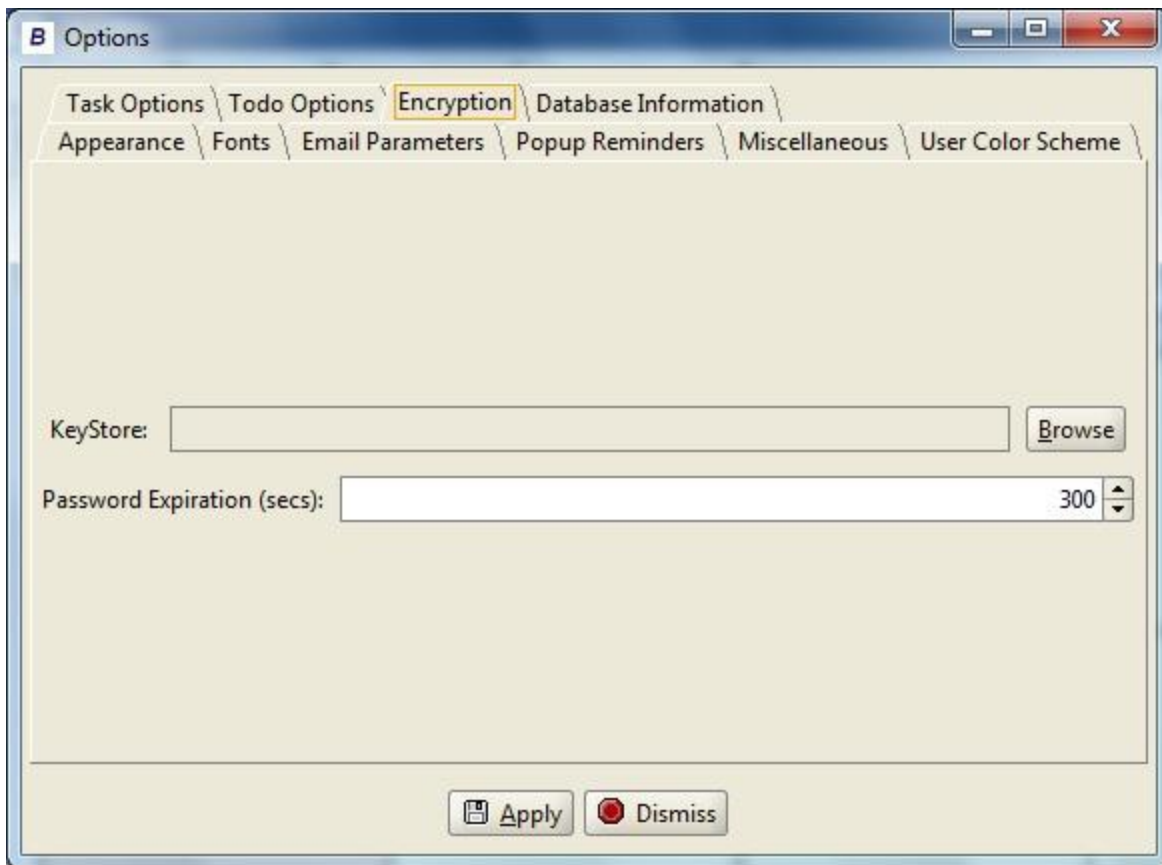 B Options
Task Options Todo Options Encryption Database Information
Appearance Fonts Email Parameters Popup Reminders Miscellaneous User Color Scheme
KeyStore: Browse
Password Expiration (secs): 300
Apply Dismiss